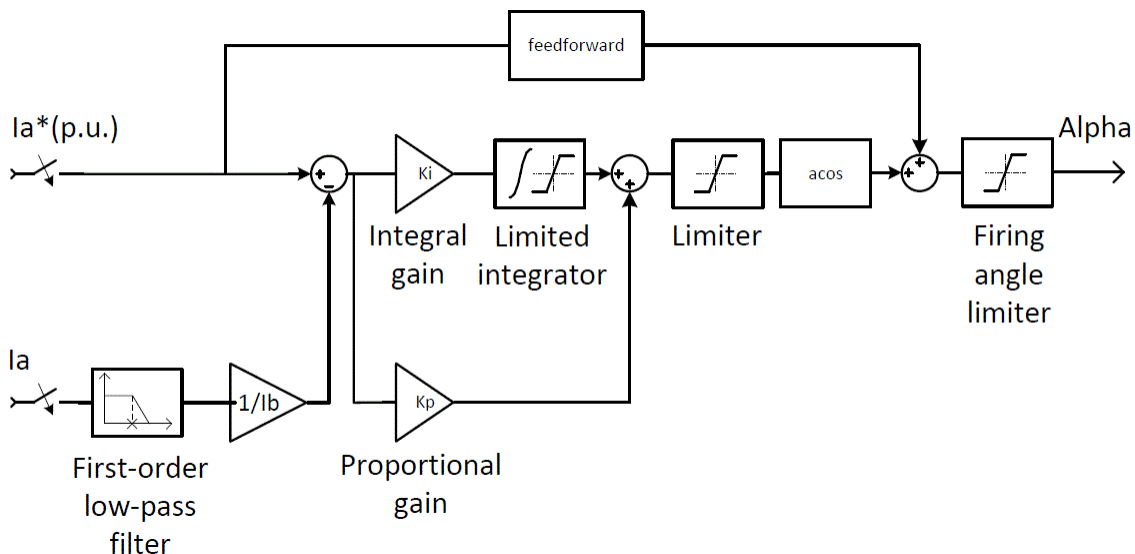 feedforward
Ia*(p.u.)
Alpha
+
−
Ki
+
+
acos
+
+
Integral
gain
Limited
integrator
Limiter
Firing
angle
limiter
Ia
1/Ib
Kp
First-order
low-pass
filter
Proportional
gain